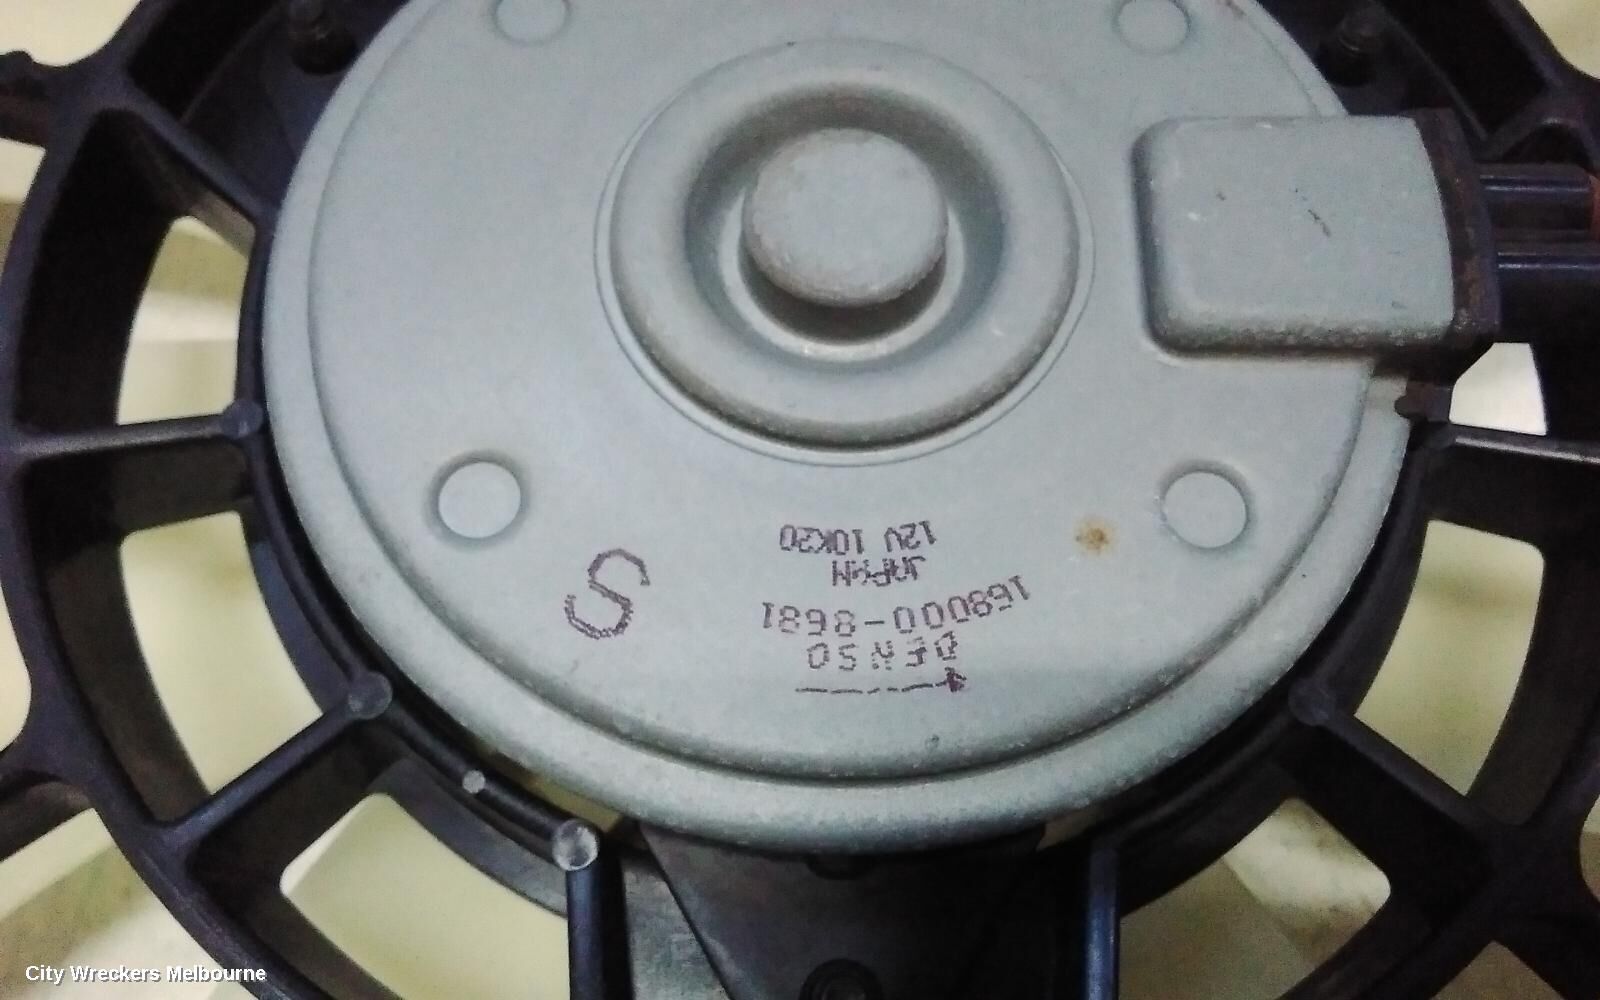 DENSO
168000-8681
JAPAN
12V 10K20
S
City Wreckers Melbourne